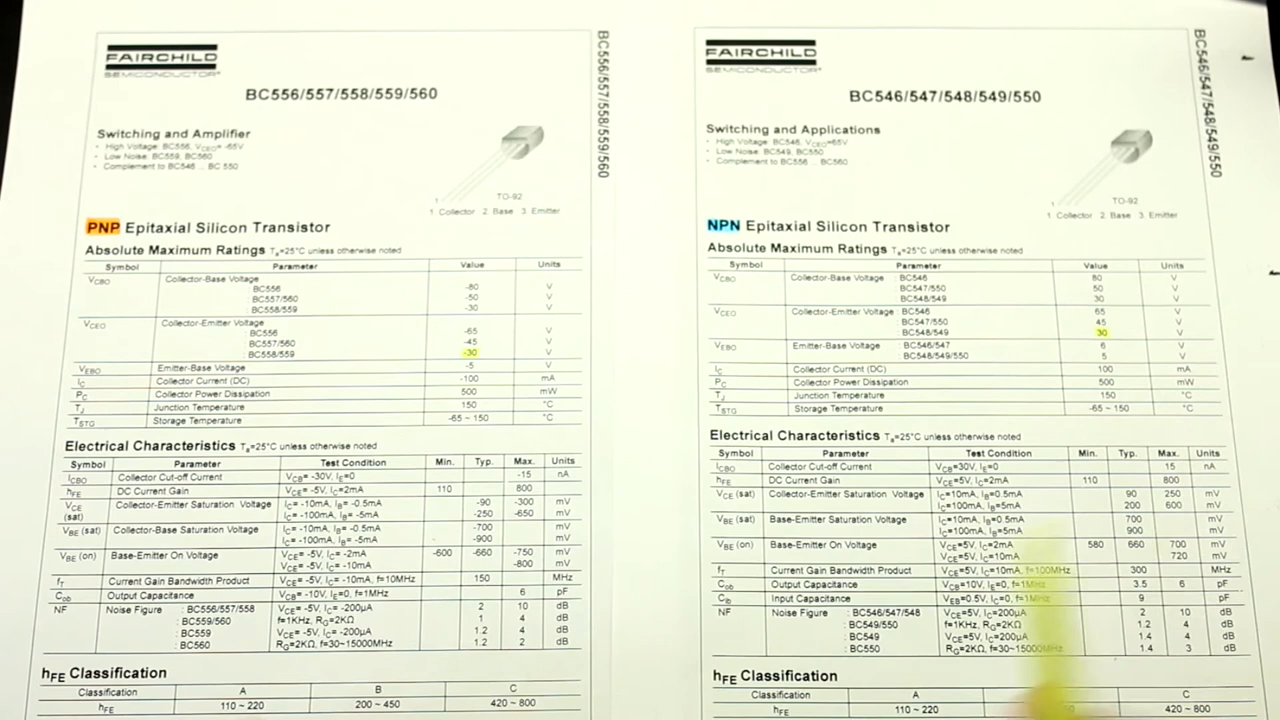 FAIRCHILD
SEMICONDUCTOR®
BC556/557/558/559/560
BC556/557/558/559/560
Switching and Amplifier
• High Voltage: BC556, VCEO= -65V
• Low Noise: BC559, BC560
• Complement to BC546 ... BC 550
TO-92
1
1. Collector 2. Base 3. Emitter
PNP Epitaxial Silicon Transistor
Absolute Maximum Ratings Ta=25°C unless otherwise noted
Symbol Parameter Value Units
VCBO Collector-Base Voltage
: BC556 -80 V
: BC557/560 -50 V
: BC558/559 -30 V
VCEO Collector-Emitter Voltage
: BC556 -65 V
: BC557/560 -45 V
: BC558/559 -30 V
VEBO Emitter-Base Voltage -5 V
IC Collector Current (DC) -100 mA
PC Collector Power Dissipation 500 mW
TJ Junction Temperature 150 °C
TSTG Storage Temperature -65 ~ 150 °C
Electrical Characteristics Ta=25°C unless otherwise noted
Symbol Parameter Test Condition Min. Typ. Max. Units
ICBO Collector Cut-off Current VCB= -30V, IE=0 -15 nA
hFE DC Current Gain VCE= -5V, IC=2mA 110 800
VCE (sat) Collector-Emitter Saturation Voltage IC= -10mA, IB= -0.5mA -90 -300 mV
IC= -100mA, IB= -5mA -250 -650 mV
VBE (sat) Collector-Base Saturation Voltage IC= -10mA, IB= -0.5mA -700 mV
IC= -100mA, IB= -5mA -900 mV
VBE (on) Base-Emitter On Voltage VCE= -5V, IC= -2mA -600 -660 -750 mV
VCE= -5V, IC= -10mA -800 mV
fT Current Gain Bandwidth Product VCE= -5V, IC= -10mA, f=10MHz 150 MHz
Cob Output Capacitance VCB= -10V, IE=0, f=1MHz 6 pF
NF Noise Figure : BC556/557/558 VCE= -5V, IC= -200µA 2 10 dB
: BC559/560 f=1KHz, RG=2KΩ 1 4 dB
: BC559 VCE= -5V, IC= -200µA 1.2 4 dB
: BC560 RG=2KΩ, f=30~15000MHz 1.2 2 dB
hFE Classification
Classification A B C
hFE 110 ~ 220 200 ~ 450 420 ~ 800
FAIRCHILD
SEMICONDUCTOR®
BC546/547/548/549/550
BC546/547/548/549/550
Switching and Applications
• High Voltage: BC546, VCEO=65V
• Low Noise: BC549, BC550
• Complement to BC556 ... BC560
TO-92
1
1. Collector 2. Base 3. Emitter
NPN Epitaxial Silicon Transistor
Absolute Maximum Ratings Ta=25°C unless otherwise noted
Symbol Parameter Value Units
VCBO Collector-Base Voltage : BC546 80 V
: BC547/550 50 V
: BC548/549 30 V
VCEO Collector-Emitter Voltage : BC546 65 V
: BC547/550 45 V
: BC548/549 30 V
VEBO Emitter-Base Voltage : BC546/547 6 V
: BC548/549/550 5 V
IC Collector Current (DC) 100 mA
PC Collector Power Dissipation 500 mW
TJ Junction Temperature 150 °C
TSTG Storage Temperature -65 ~ 150 °C
Electrical Characteristics Ta=25°C unless otherwise noted
Symbol Parameter Test Condition Min. Typ. Max. Units
ICBO Collector Cut-off Current VCB=30V, IE=0 15 nA
hFE DC Current Gain VCE=5V, IC=2mA 110 800
VCE (sat) Collector-Emitter Saturation Voltage IC=10mA, IB=0.5mA 90 250 mV
IC=100mA, IB=5mA 200 600 mV
VBE (sat) Base-Emitter Saturation Voltage IC=10mA, IB=0.5mA 700 mV
IC=100mA, IB=5mA 900 mV
VBE (on) Base-Emitter On Voltage VCE=5V, IC=2mA 580 660 700 mV
VCE=5V, IC=10mA 720 mV
fT Current Gain Bandwidth Product VCE=5V, IC=10mA, f=100MHz 300 MHz
Cob Output Capacitance VCB=10V, IE=0, f=1MHz 3.5 6 pF
Cib Input Capacitance VEB=0.5V, IC=0, f=1MHz 9 pF
NF Noise Figure : BC546/547/548 VCE=5V, IC=200µA 2 10 dB
: BC549/550 f=1KHz, RG=2KΩ 1.2 4 dB
: BC549 VCE=5V, IC=200µA 1.4 4 dB
: BC550 RG=2KΩ, f=30~15000MHz 1.4 3 dB
hFE Classification
Classification A C
hFE 110 ~ 220 420 ~ 800